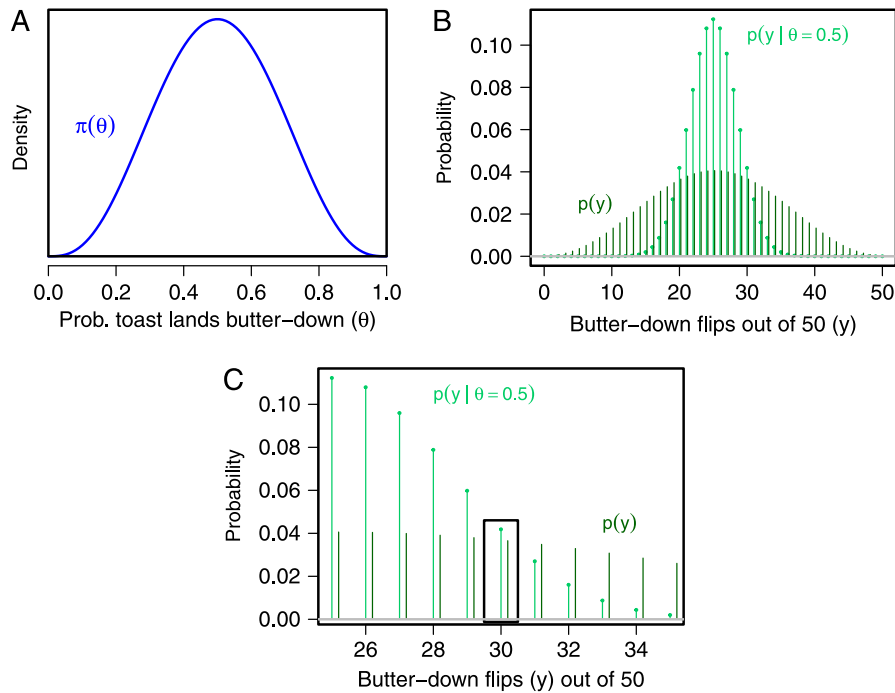 A
Density
π(θ)
0.0 0.2 0.4 0.6 0.8 1.0
Prob. toast lands butter−down (θ)
B
Probability
0.10
0.08
0.06
0.04
0.02
0.00
p(y | θ = 0.5)
p(y)
0 10 20 30 40 50
Butter−down flips out of 50 (y)
C
Probability
0.10
0.08
0.06
0.04
0.02
0.00
p(y | θ = 0.5)
p(y)
26 28 30 32 34
Butter−down flips (y) out of 50